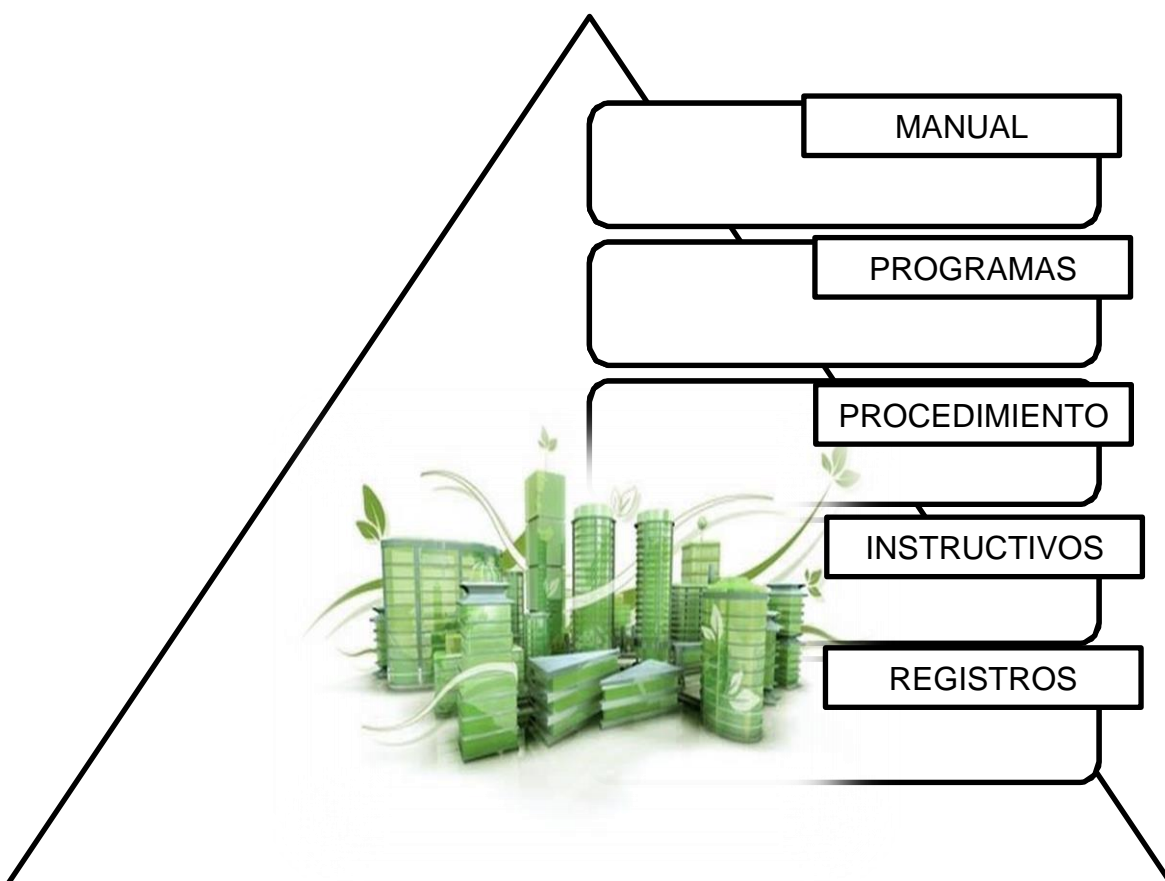 MANUAL
PROGRAMAS
PROCEDIMIENTO
INSTRUCTIVOS
REGISTROS